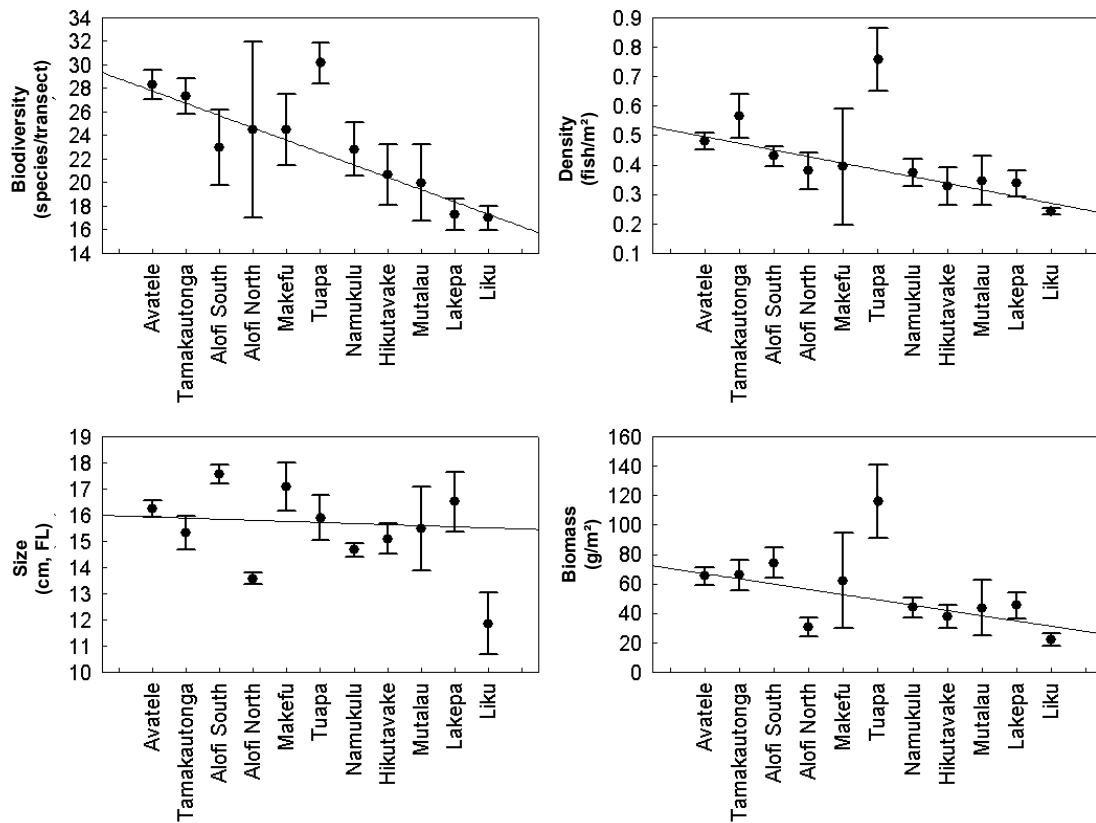 Biodiversity
(species/transect)
34
32
30
28
26
24
22
20
18
16
14
Avatele
Tamakautonga
Alofi South
Alofi North
Makefu
Tuapa
Namukulu
Hikutavake
Mutalau
Lakepa
Liku
Density
(fish/m²)
0.9
0.8
0.7
0.6
0.5
0.4
0.3
0.2
0.1
Avatele
Tamakautonga
Alofi South
Alofi North
Makefu
Tuapa
Namukulu
Hikutavake
Mutalau
Lakepa
Liku
Size
(cm, FL)
19
18
17
16
15
14
13
12
11
10
Avatele
Tamakautonga
Alofi South
Alofi North
Makefu
Tuapa
Namukulu
Hikutavake
Mutalau
Lakepa
Liku
Biomass
(g/m²)
160
140
120
100
80
60
40
20
0
Avatele
Tamakautonga
Alofi South
Alofi North
Makefu
Tuapa
Namukulu
Hikutavake
Mutalau
Lakepa
Liku